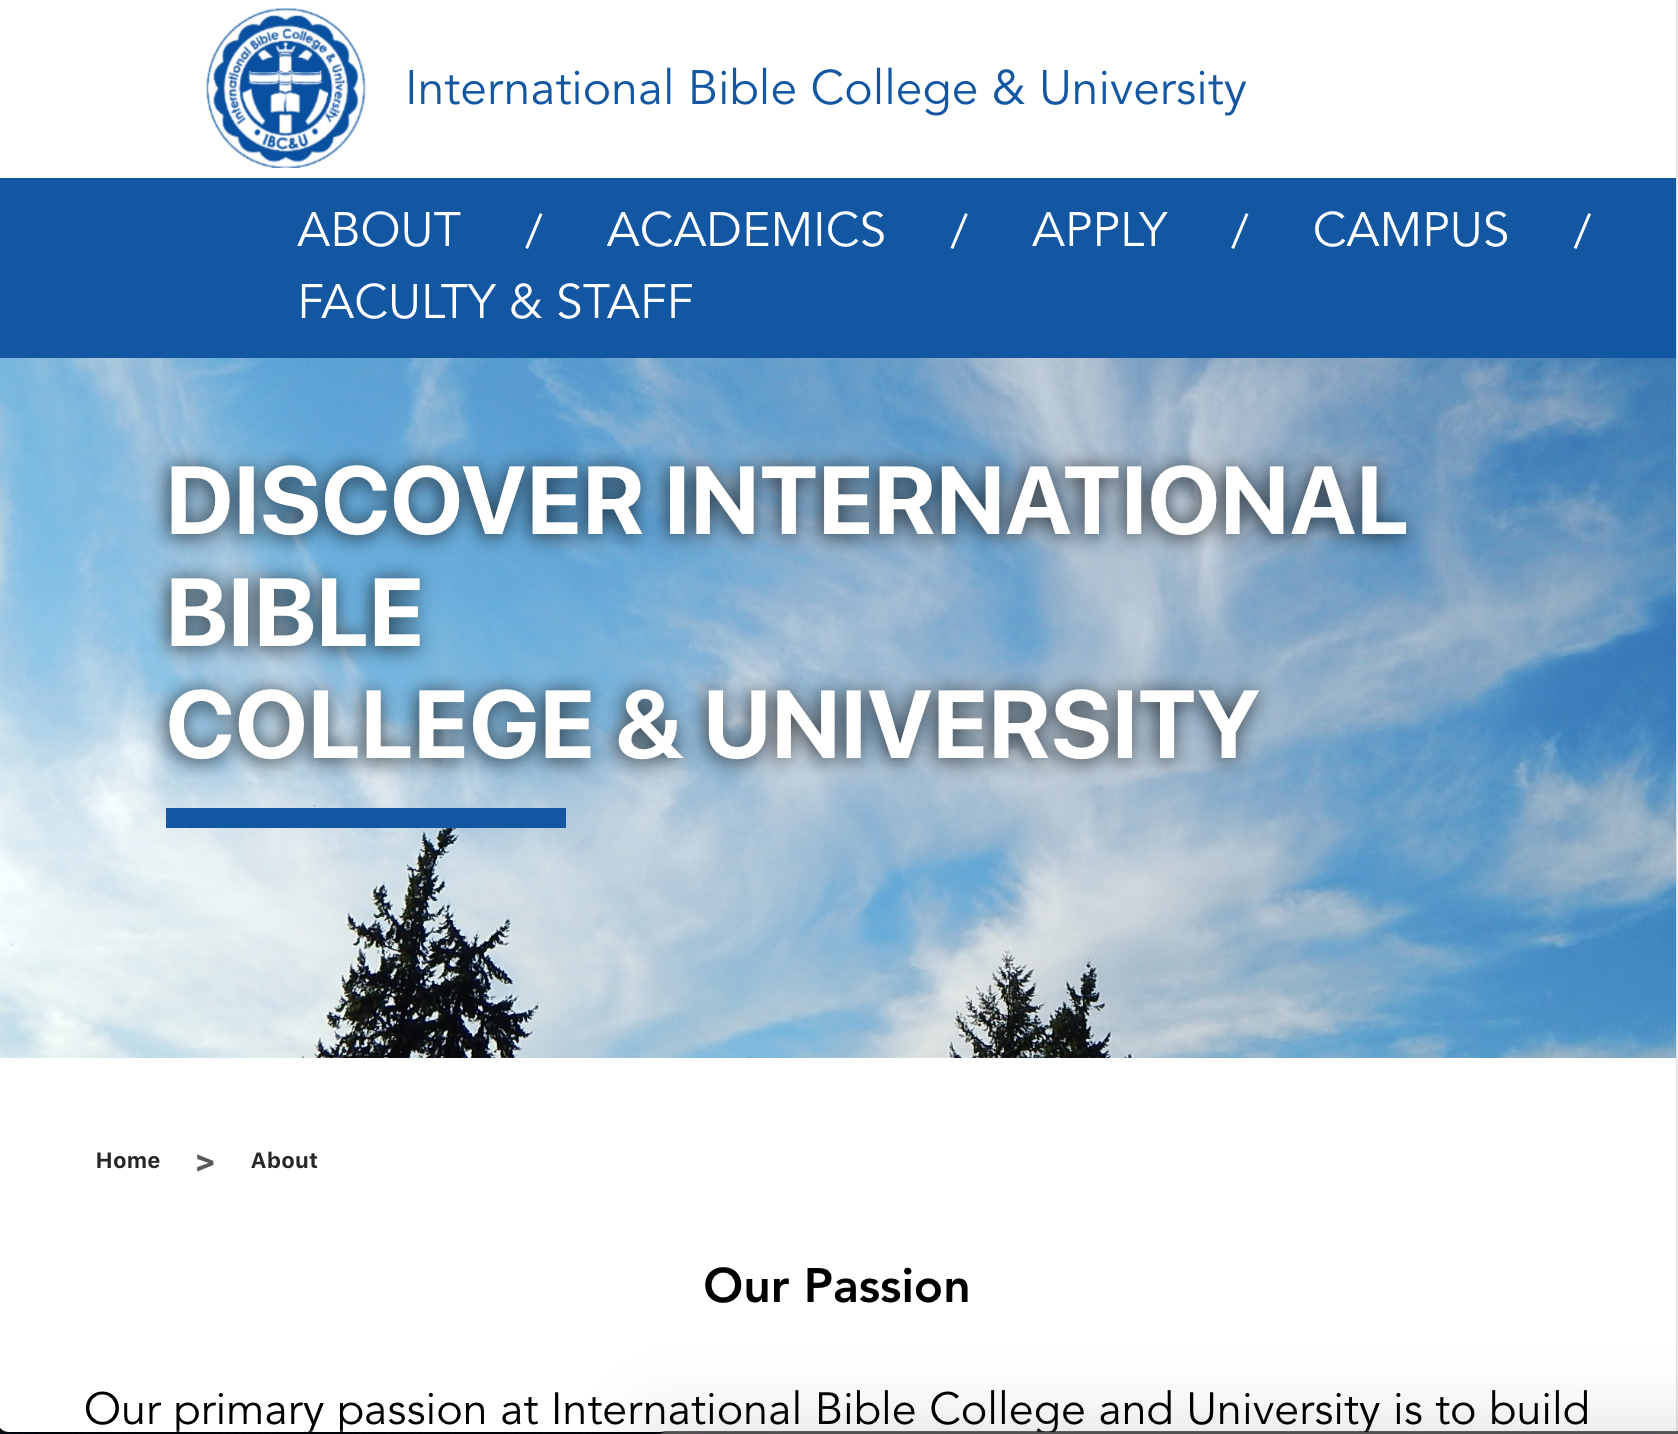 International Bible College & University
IBC&U
International Bible College & University
ABOUT / ACADEMICS / APPLY / CAMPUS /
FACULTY & STAFF
DISCOVER INTERNATIONAL
BIBLE
COLLEGE & UNIVERSITY
Home > About
Our Passion
Our primary passion at International Bible College and University is to build